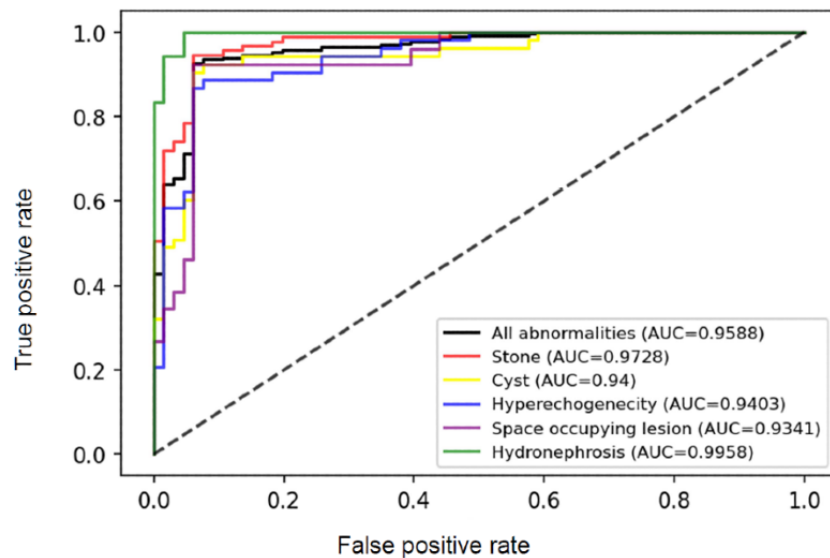 1.0
0.8
0.6
0.4
0.2
0.0
True positive rate
All abnormalities (AUC=0.9588)
Stone (AUC=0.9728)
Cyst (AUC=0.94)
Hyperechogenecity (AUC=0.9403)
Space occupying lesion (AUC=0.9341)
Hydronephrosis (AUC=0.9958)
0.0 0.2 0.4 0.6 0.8 1.0
False positive rate